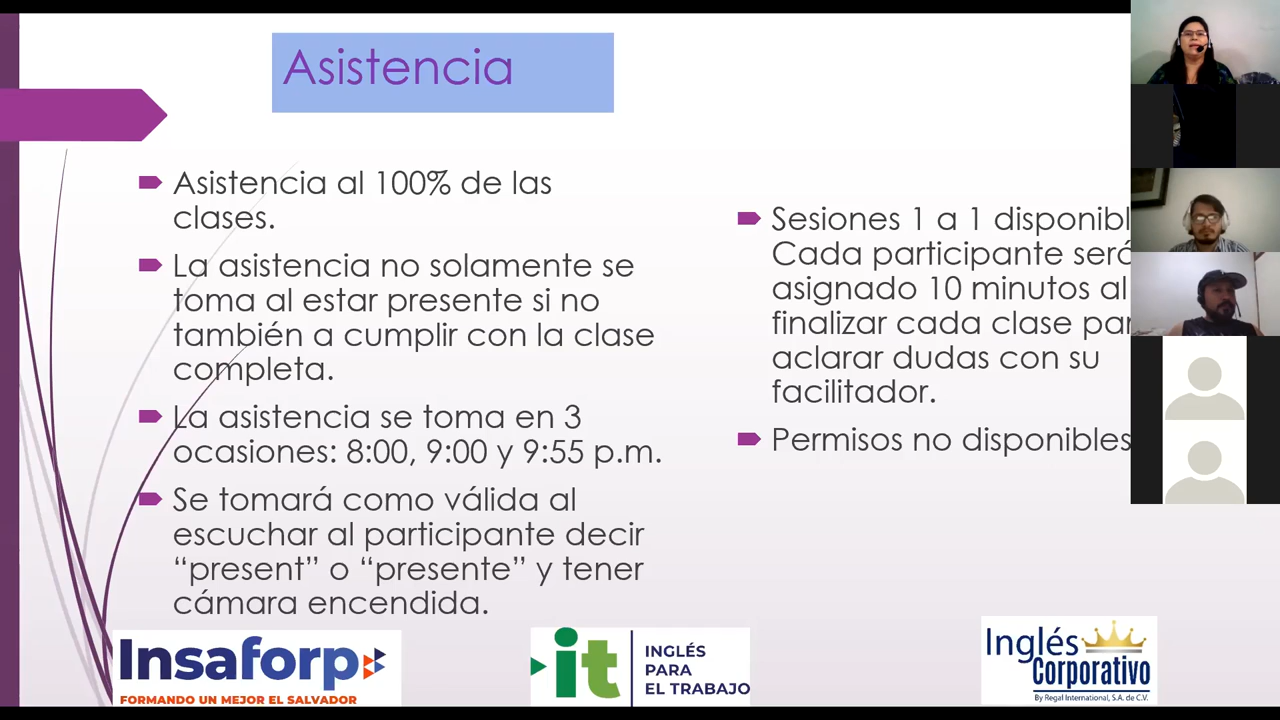 Asistencia
Asistencia al 100% de las
clases.
La asistencia no solamente se
toma al estar presente si no
también a cumplir con la clase
completa.
La asistencia se toma en 3
ocasiones: 8:00, 9:00 y 9:55 p.m.
Se tomará como válida al
escuchar al participante decir
“present” o “presente” y tener
cámara encendida.
Sesiones 1 a 1
Cada participante será
asignado 10 minutos al
finalizar cada clase
aclarar dudas con su
facilitador.
Permisos no disponibles
Insaforp
FORMANDO UN MEJOR EL SALVADOR
it
INGLÉS
PARA
EL TRABAJO
Inglés
Corporativo
By Regal International, S.A. de C.V.